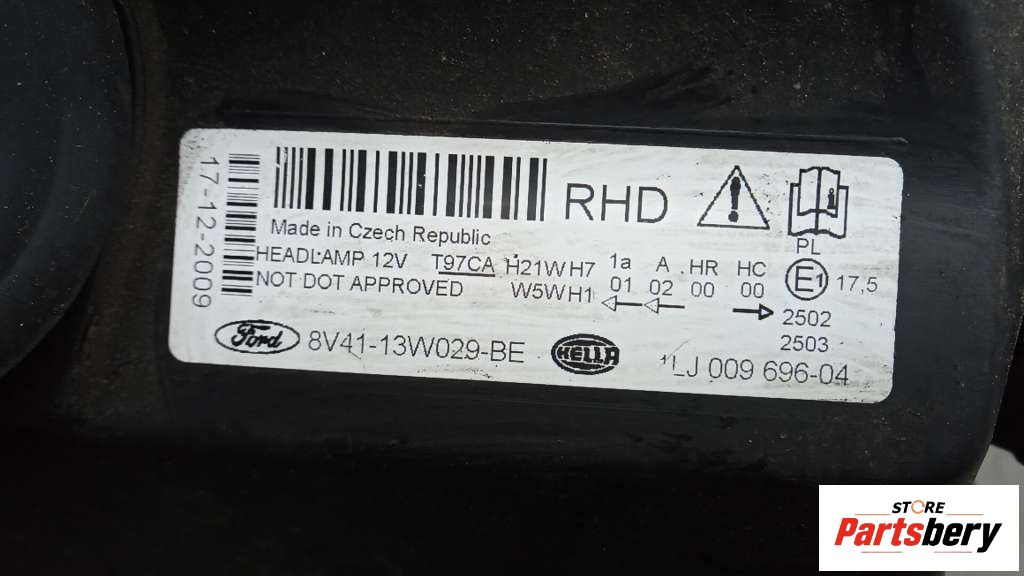 17-12-2009
RHD
Made in Czech Republic
HEADLAMP 12V T97CA H21W H7 1a A HR HC PL
NOT DOT APPROVED W5W H1 01 02 00 00 E1 17,5
2502
2503
Ford 8V41-13W029-BE HELLA 1LJ 009 696-04
STORE
Partsbery